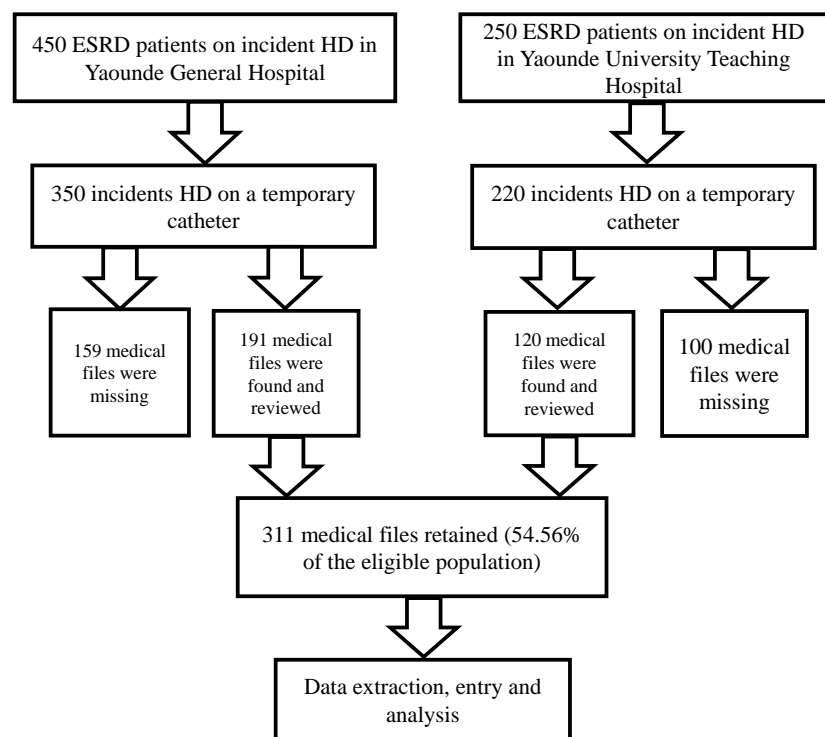 450 ESRD patients on incident HD in
Yaounde General Hospital
250 ESRD patients on incident HD
in Yaounde University Teaching
Hospital
350 incidents HD on a temporary
catheter
220 incidents HD on a temporary
catheter
159 medical
files were
missing
191 medical
files were
found and
reviewed
120 medical
files were
found and
reviewed
100 medical
files were
missing
311 medical files retained (54.56%
of the eligible population)
Data extraction, entry and
analysis